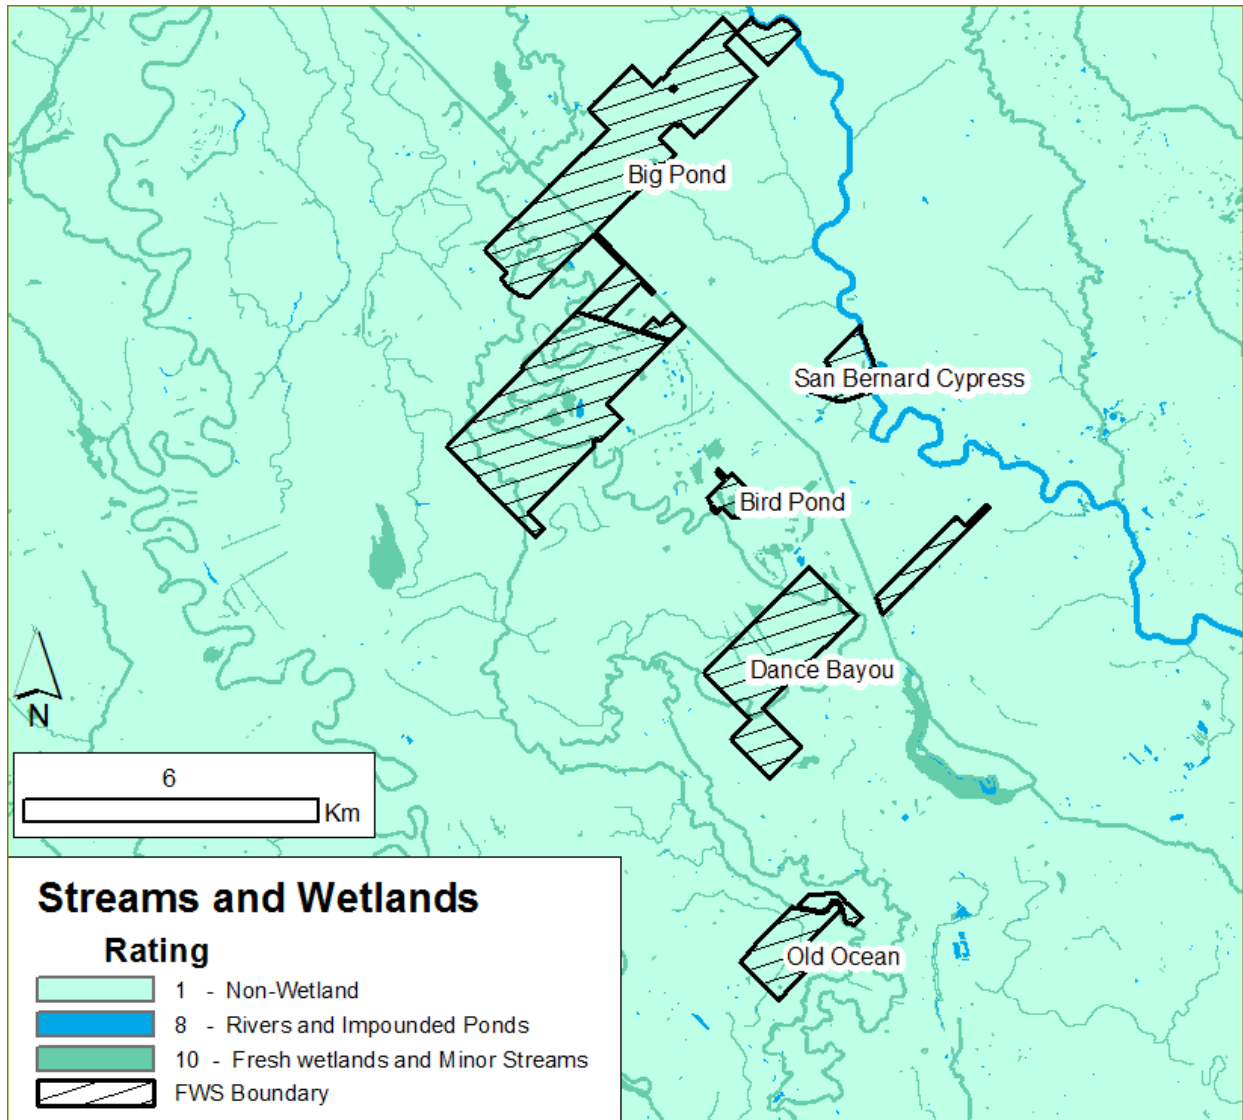 Big Pond
San Bernard Cypress
Bird Pond
Dance Bayou
N
6
Km
Old Ocean
Streams and Wetlands
Rating
1 - Non-Wetland
8 - Rivers and Impounded Ponds
10 - Fresh wetlands and Minor Streams
FWS Boundary